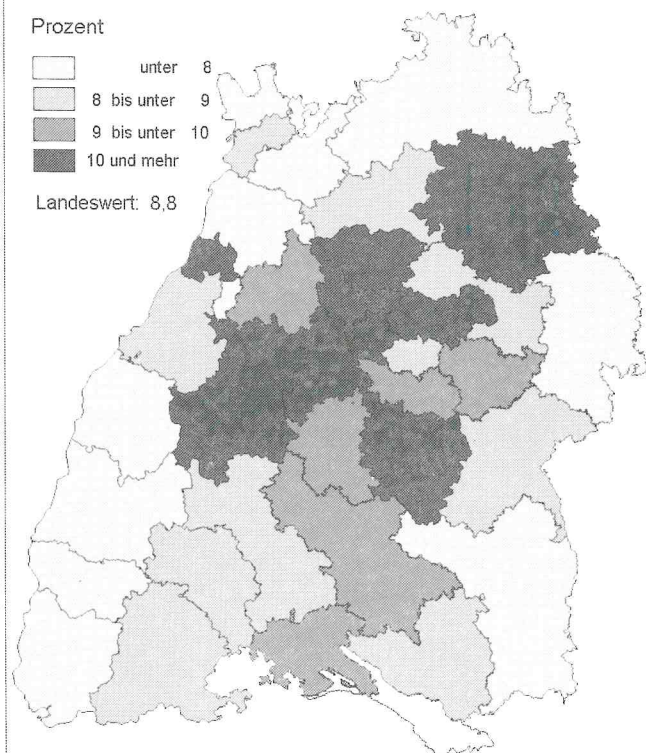 Prozent
unter 8
8 bis unter 9
9 bis unter 10
10 und mehr
Landeswert: 8,8